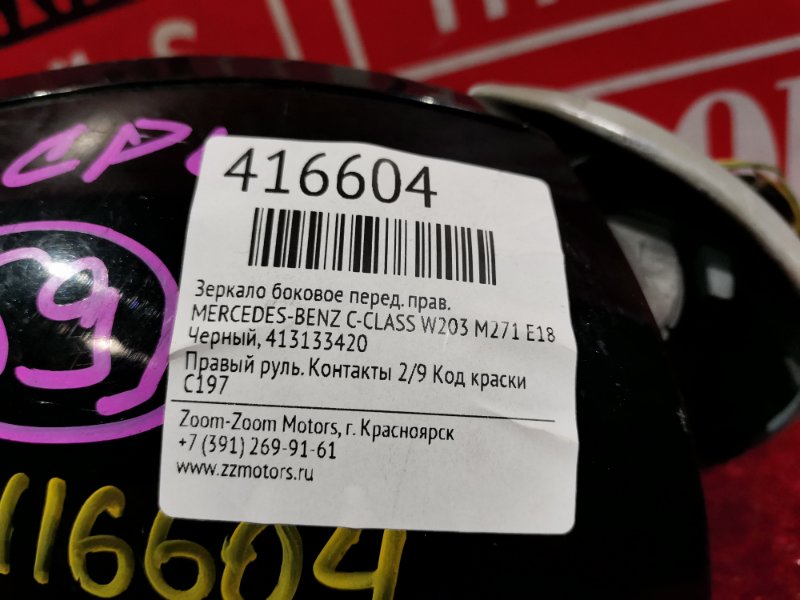 416604
Зеркало боковое перед. прав.
MERCEDES-BENZ C-CLASS W203 M271 E18
Черный, 413133420
Правый руль. Контакты 2/9 Код краски
C197
Zoom-Zoom Motors, г. Красноярск
+7 (391) 269-91-61
www.zzmotors.ru
416604